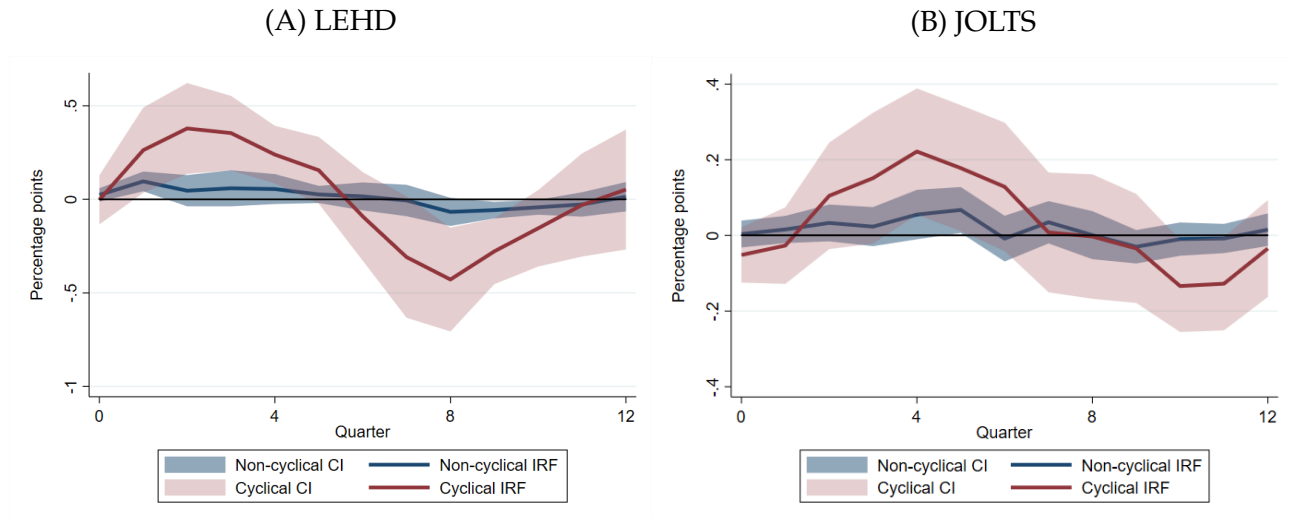 (A) LEHD
Percentage points
.5
0
-.5
-1
0 4 8 12
Quarter
Non-cyclical CI Non-cyclical IRF
Cyclical CI Cyclical IRF
(B) JOLTS
Percentage points
.4
.2
0
-.2
-.4
0 4 8 12
Quarter
Non-cyclical CI Non-cyclical IRF
Cyclical CI Cyclical IRF